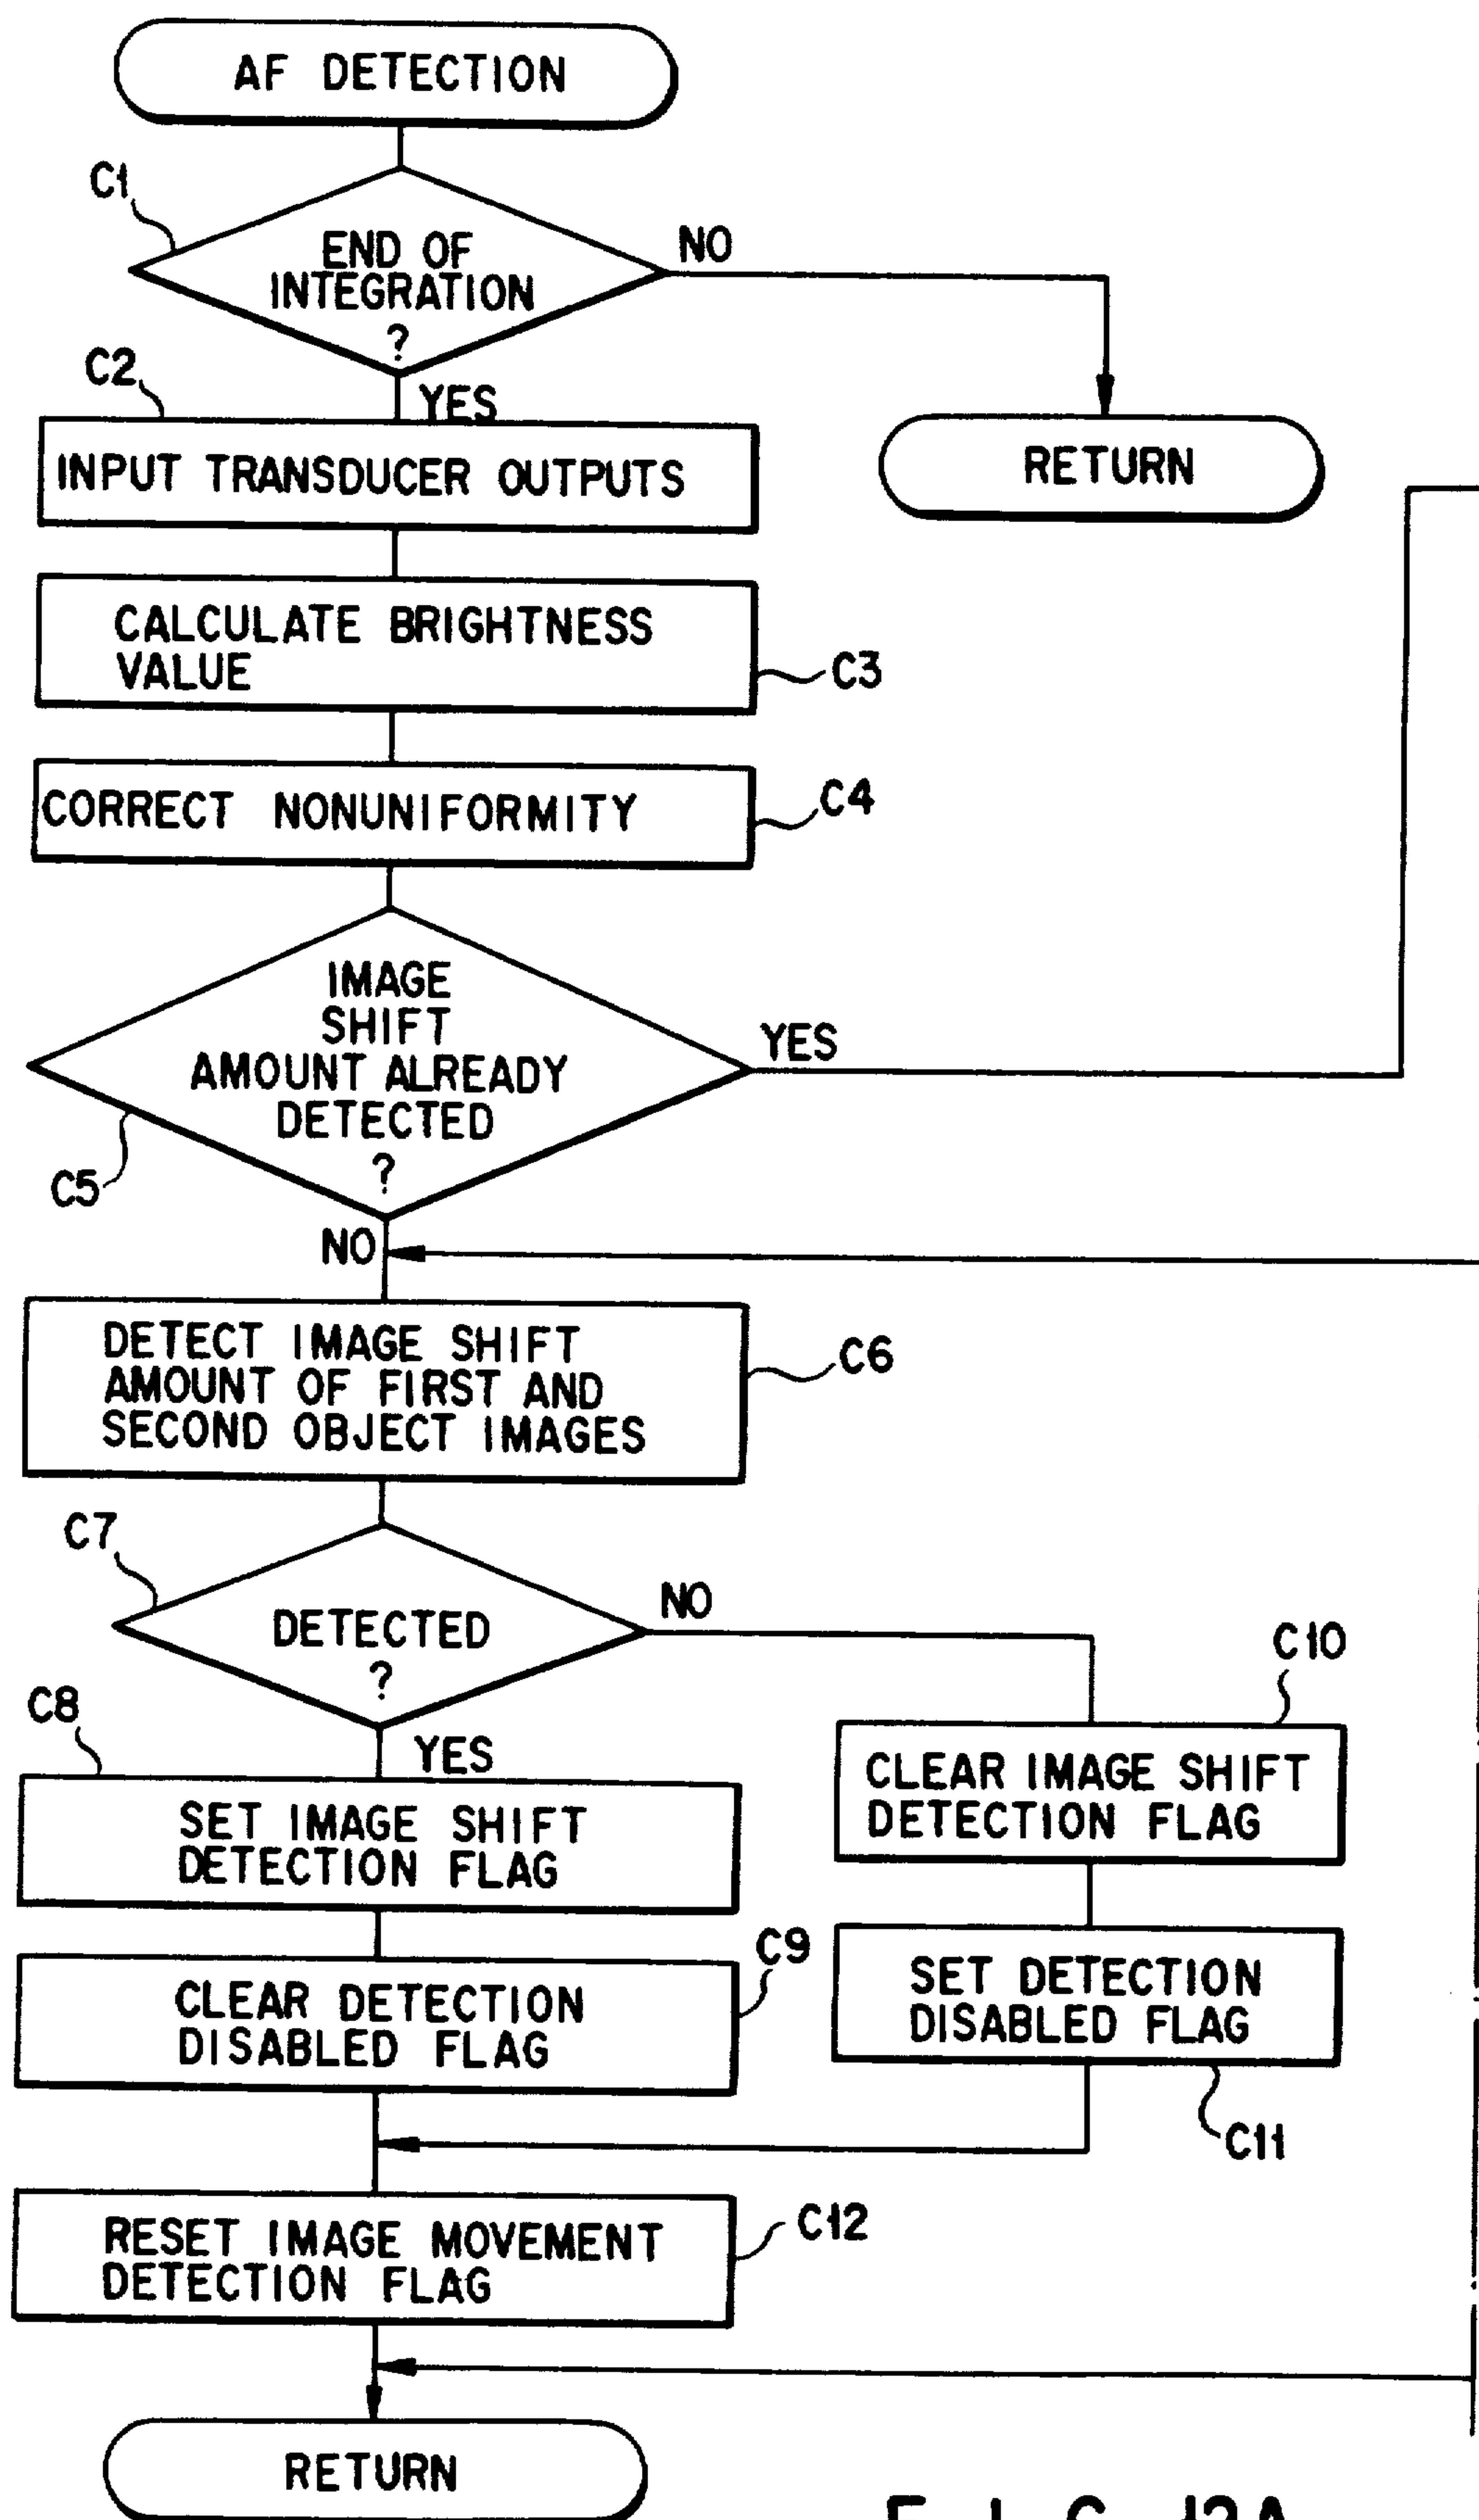 AF DETECTION
C1
END OF
INTEGRATION
?
NO
C2
YES
INPUT TRANSDUCER OUTPUTS
RETURN
CALCULATE BRIGHTNESS
VALUE
C3
CORRECT NONUNIFORMITY
C4
IMAGE
SHIFT
AMOUNT ALREADY
DETECTED
?
YES
C5
NO
DETECT IMAGE SHIFT
AMOUNT OF FIRST AND
SECOND OBJECT IMAGES
C6
C7
DETECTED
?
NO
C10
C8
YES
SET IMAGE SHIFT
DETECTION FLAG
CLEAR IMAGE SHIFT
DETECTION FLAG
C9
CLEAR DETECTION
DISABLED FLAG
SET DETECTION
DISABLED FLAG
C11
RESET IMAGE MOVEMENT
DETECTION FLAG
C12
RETURN